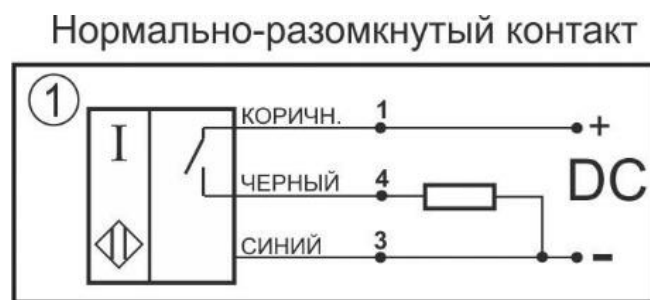 Нормально-разомкнутый контакт
1
I
КОРИЧН. 1 +
ЧЕРНЫЙ 4
DC
СИНИЙ 3 -